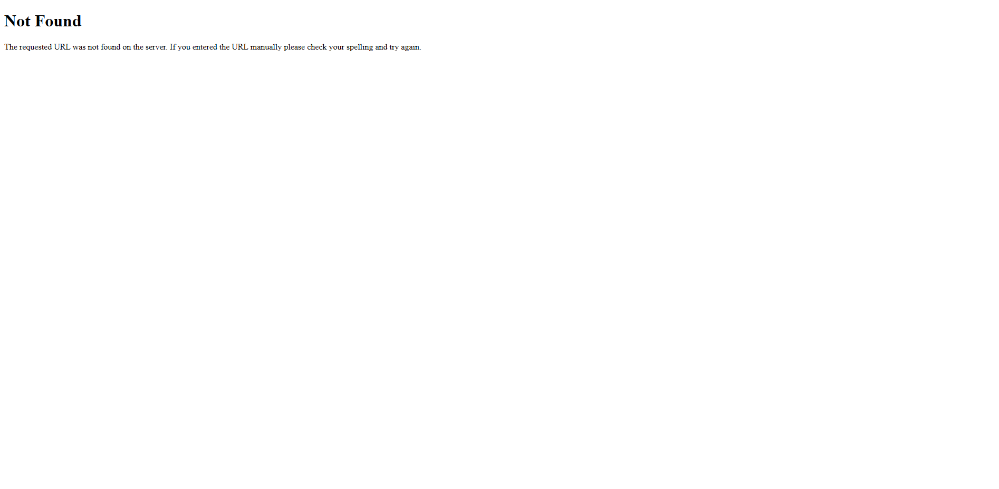 Not Found
The requested URL was not found on the server. If you entered the URL manually please check your spelling and try again.